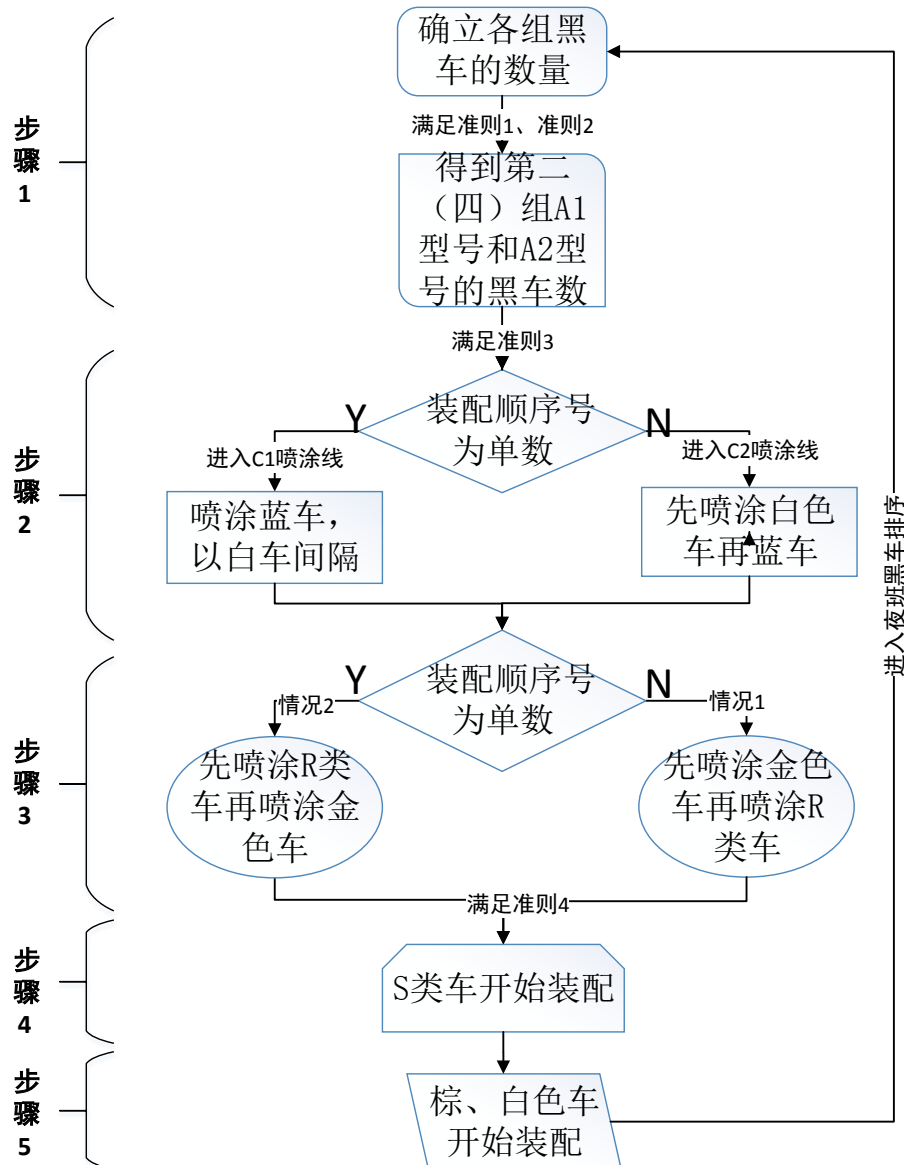 确立各组黑
车的数量
步
骤
1
满足准则1、准则2
得到第二
（四）组A1
型号和A2型
号的黑车数
满足准则3
步
骤
2
装配顺序号
为单数
Y
N
进入C1喷涂线
进入C2喷涂线
喷涂蓝车，
以白车间隔
先喷涂白色
车再蓝车
进入夜班黑车排序
步
骤
3
装配顺序号
为单数
Y
N
情况2
情况1
先喷涂R类
车再喷涂金
色车
先喷涂金色
车再喷涂R
类车
满足准则4
步
骤
4
S类车开始装配
步
骤
5
棕、白色车
开始装配